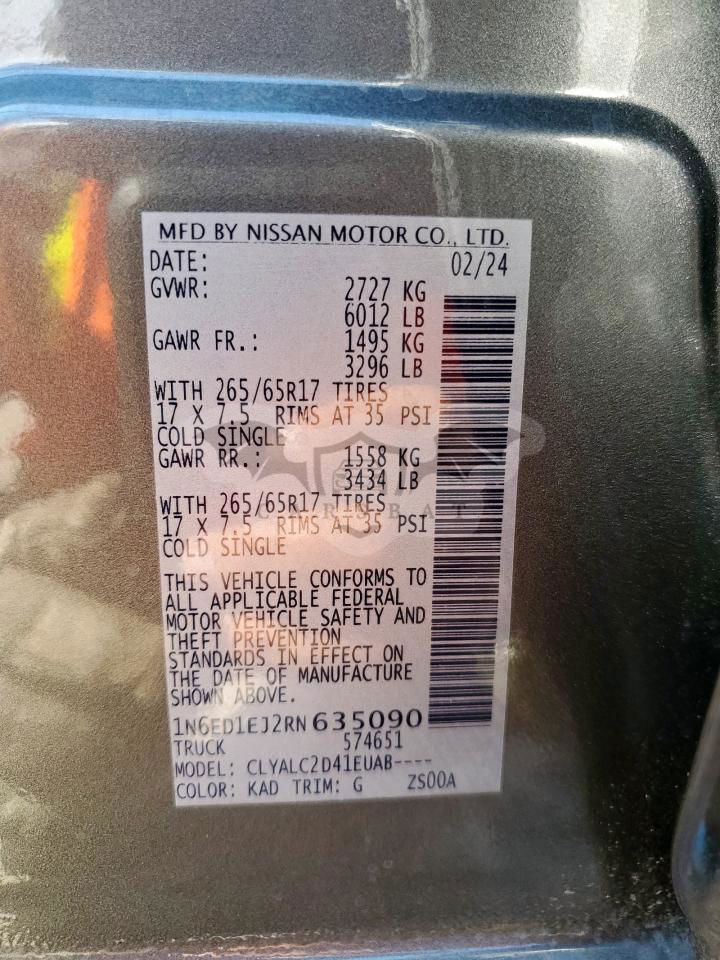 MFD BY NISSAN MOTOR CO., LTD.
DATE: 02/24
GVWR: 2727 KG
6012 LB
GAWR FR.: 1495 KG
3296 LB
WITH 265/65R17 TIRES
17 X 7.5 RIMS AT 35 PSI
COLD SINGLE
GAWR RR.: 1558 KG
3434 LB
WITH 265/65R17 TIRES
17 X 7.5 RIMS AT 35 PSI
COLD SINGLE
CARSBAT
THIS VEHICLE CONFORMS TO
ALL APPLICABLE FEDERAL
MOTOR VEHICLE SAFETY AND
THEFT PREVENTION
STANDARDS IN EFFECT ON
THE DATE OF MANUFACTURE
SHOWN ABOVE.
1N6ED1EJ2RN635090
TRUCK 574651
MODEL: CLYALC2D41EUAB----
COLOR: KAD TRIM: G ZS00A